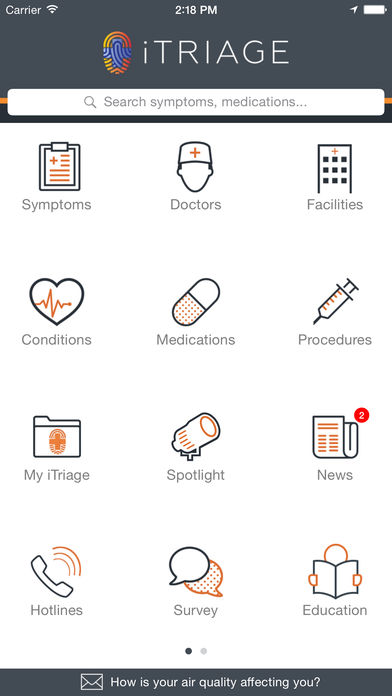 Carrier 2:18 PM
iTRIAGE
Search symptoms, medications...
Symptoms Doctors Facilities
Conditions Medications Procedures
2
My iTriage Spotlight News
Hotlines Survey Education
How is your air quality affecting you?